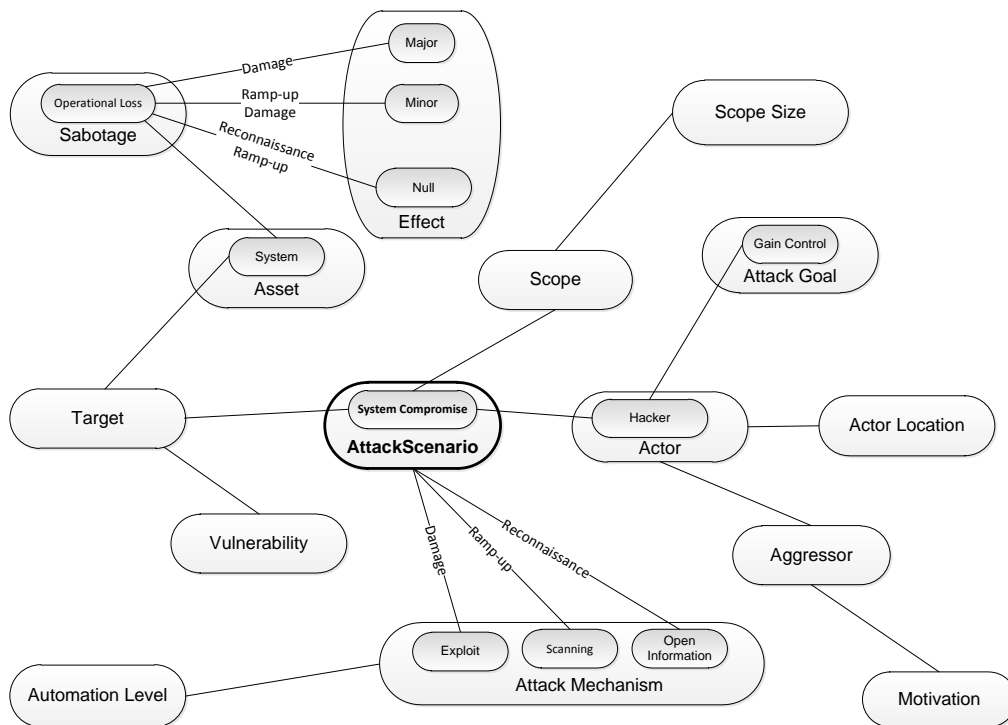 Major
Damage
Operational Loss
Ramp-up
Damage
Minor
Scope Size
Sabotage
Reconnaissance
Ramp-up
Null
Effect
Gain Control
Attack Goal
System
Asset
Scope
System Compromise
AttackScenario
Target
Hacker
Actor
Actor Location
Damage
Ramp-up
Reconnaissance
Vulnerability
Aggressor
Exploit
Scanning
Open
Information
Attack Mechanism
Automation Level
Motivation